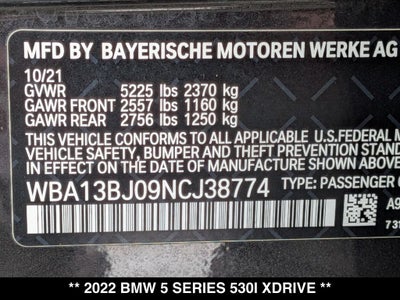 MFD BY BAYERISCHE MOTOREN WERKE AG
10/21
GVWR 5225 lbs 2370 kg
GAWR FRONT 2557 lbs 1160 kg
GAWR REAR 2756 lbs 1250 kg
THIS VEHICLE CONFORMS TO ALL APPLICABLE U.S. FEDERAL M
VEHICLE SAFETY, BUMPER AND THEFT PREVENTION STAND
EFFECT ON THE DATE OF MANUFACTURE SHOWN ABOVE.
WBA13BJ09NCJ38774 TYPE: PASSENGER C
A9
731
** 2022 BMW 5 SERIES 530I XDRIVE **